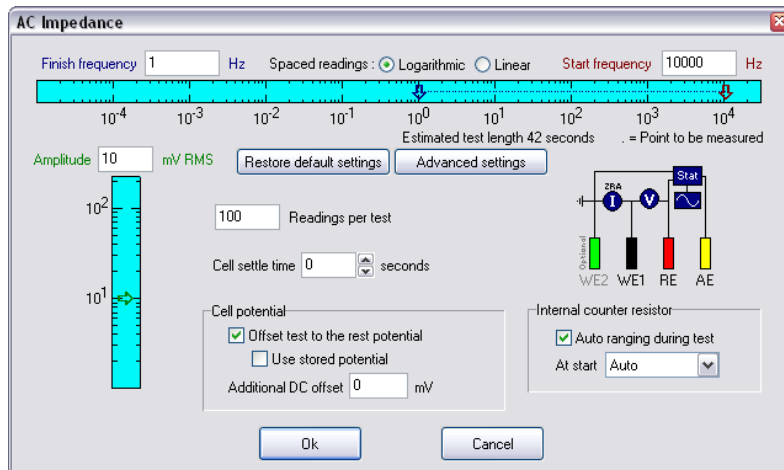 AC Impedance
Finish frequency 1 Hz Spaced readings : Logarithmic Linear Start frequency 10000 Hz
10-4 10-3 10-2 10-1 100 101 102 103 104
Estimated test length 42 seconds . = Point to be measured
Amplitude 10 mV RMS Restore default settings Advanced settings
102
101
100 Readings per test
Cell settle time 0 seconds
ZRA
Stat
I V
Optional
WE2 WE1 RE AE
Cell potential
Offset test to the rest potential
Use stored potential
Additional DC offset 0 mV
Internal counter resistor
Auto ranging during test
At start Auto
Ok Cancel